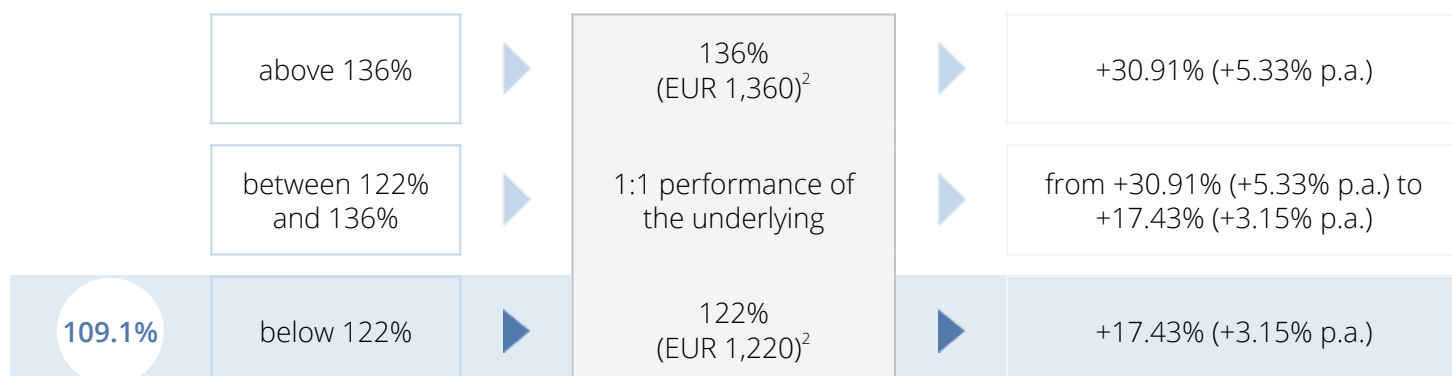 above 136%
136%
(EUR 1,360)²
+30.91% (+5.33% p.a.)
between 122%
and 136%
1:1 performance of
the underlying
from +30.91% (+5.33% p.a.) to
+17.43% (+3.15% p.a.)
109.1%
below 122%
122%
(EUR 1,220)²
+17.43% (+3.15% p.a.)